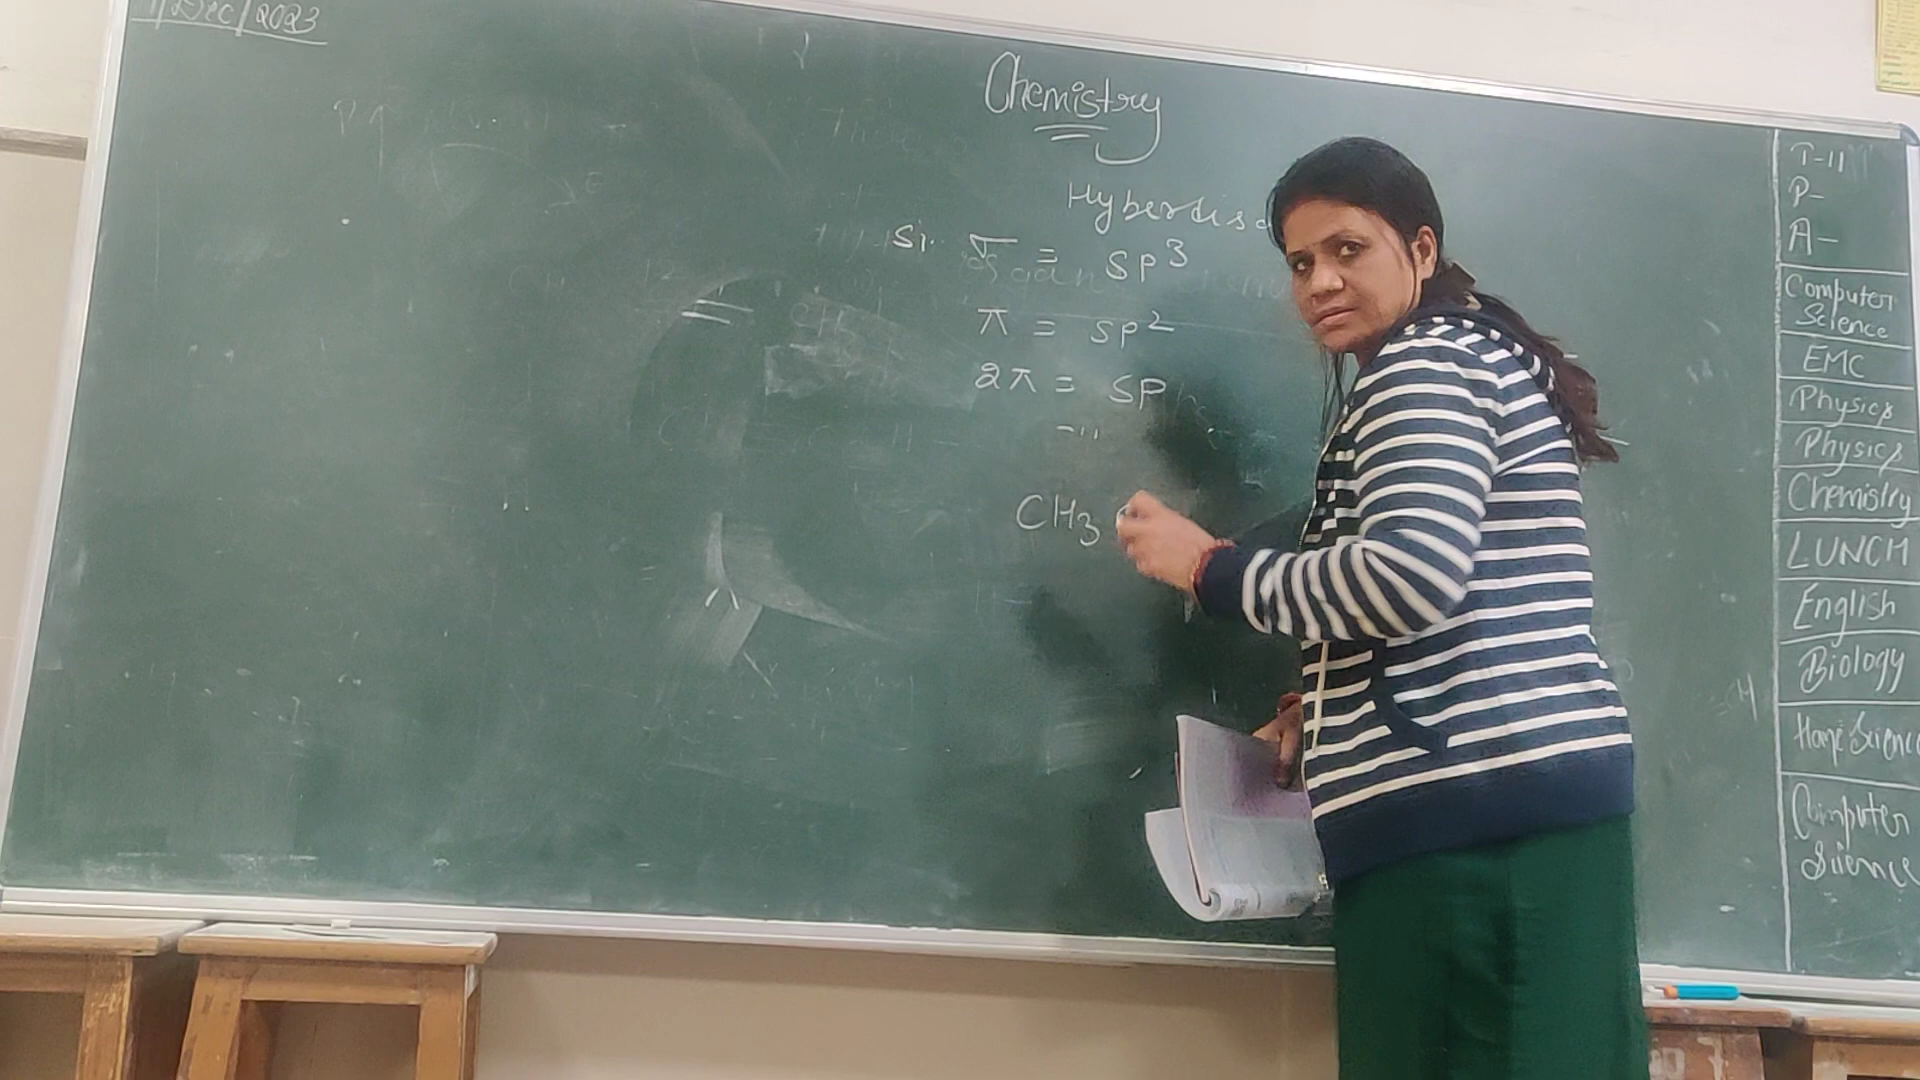 Dec/2023
Chemistry
Si. σ = sp3
π = sp2
2π = sp
CH3
T-11
P-
A-
Computer
Science
EMC
Physics
Physics
Chemistry
LUNCH
English
Biology
Home Science
Computer
Science